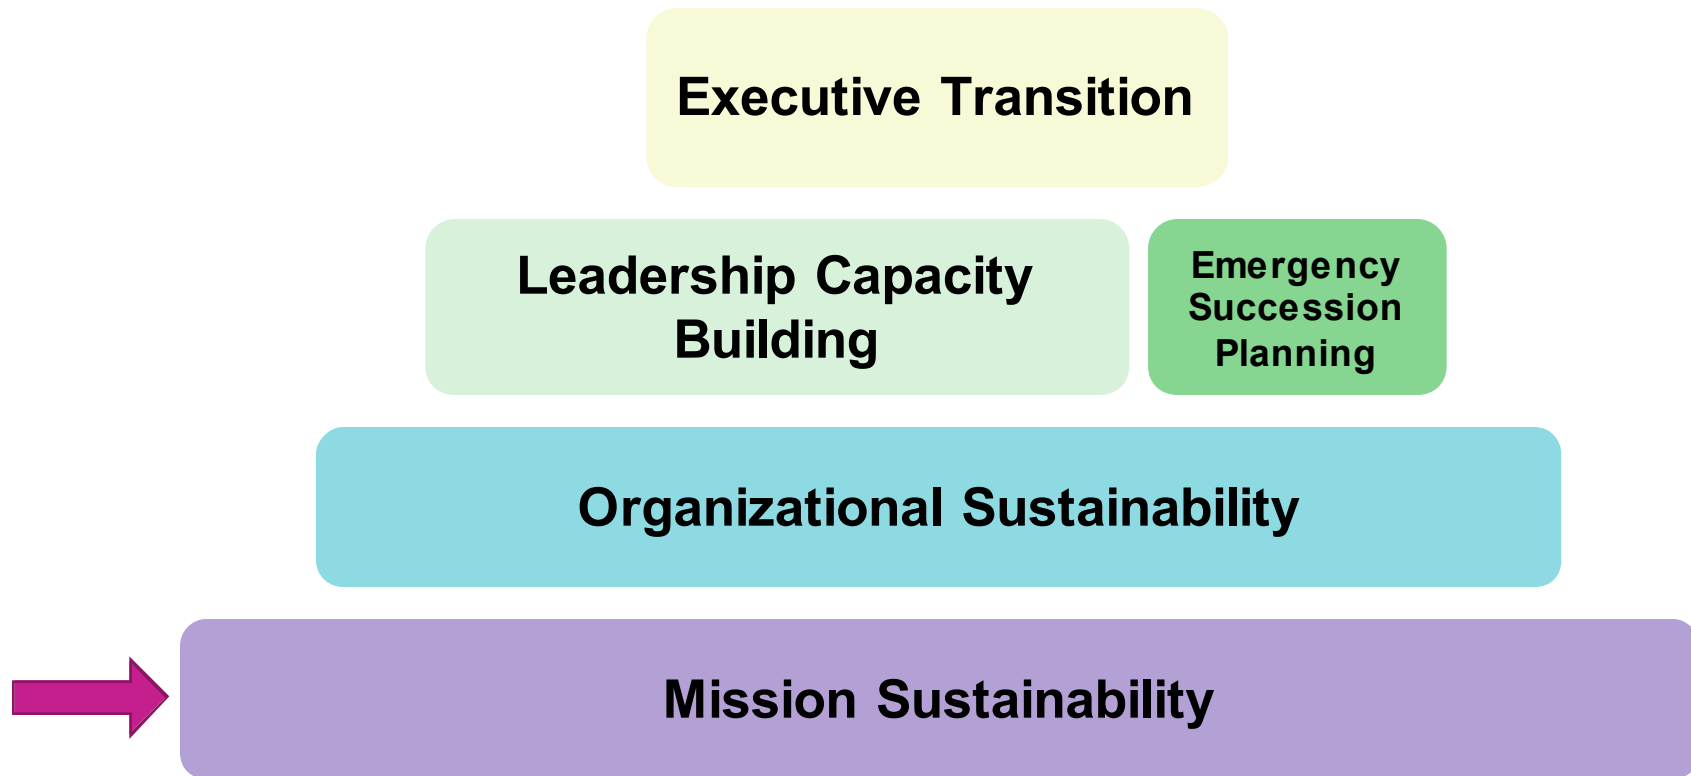 Executive Transition
Leadership Capacity
Building
Emergency
Succession
Planning
Organizational Sustainability
Mission Sustainability